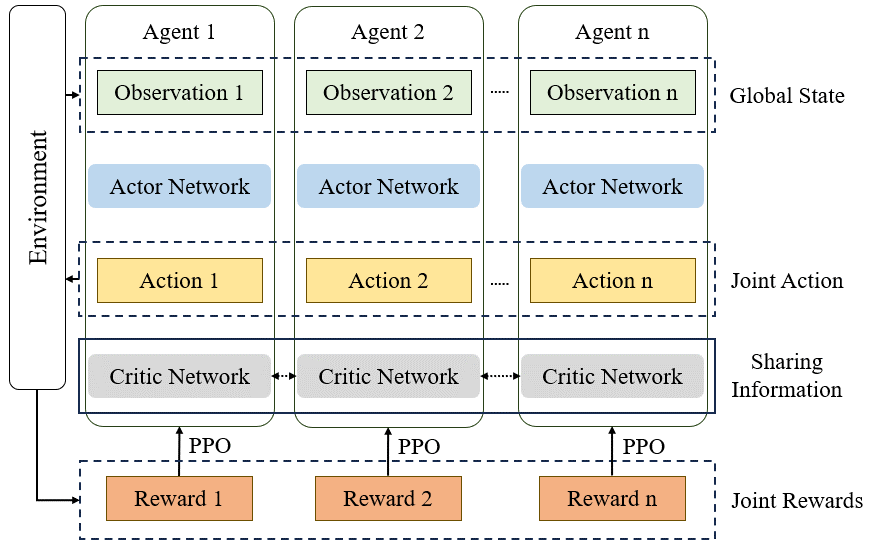 Environment
Agent 1
Agent 2
Agent n
Observation 1
Observation 2
.....
Observation n
Global State
Actor Network
Actor Network
Actor Network
Action 1
Action 2
.....
Action n
Joint Action
Critic Network
Critic Network
Critic Network
Sharing
Information
PPO
PPO
PPO
Reward 1
Reward 2
Reward n
Joint Rewards